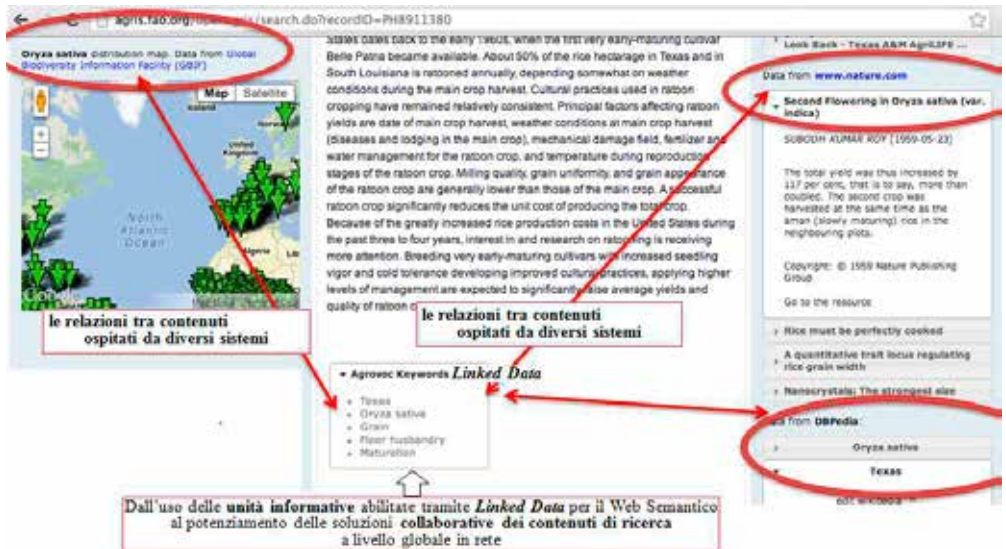 agris.fao.org/openagris/search.do?recordID=PH8911380
Oryza sativa distribution map. Data from Global
Biodiversity Information Facility (GBIF)
Map Satellite
Iceland
Norway
United
Kingdom
North
Atlantic
Ocean
Algeria
Google
States dates back to the early 1960s, when the first very early-maturing cultivar
Belle Patna became available. About 50% of the rice hectarage in Texas and in
South Louisiana is ratooned annually, depending somewhat on weather
conditions during the main crop harvest. Cultural practices used in ratoon
cropping have remained relatively consistent. Principal factors affecting ratoon
yields are date of main crop harvest, weather conditions at main crop harvest
(diseases and lodging in the main crop), mechanical damage field, fertilizer and
water management for the ratoon crop, and temperature during reproduction
stages of the ratoon crop. Milling quality, grain uniformity, and grain appearance
of the ratoon crop are generally lower than those of the main crop. A successful
ratoon crop significantly reduces the unit cost of producing the total crop.
Because of the greatly increased rice production costs in the United States during
the past three to four years, interest in and research on ratooning is receiving
more attention. Breeding very early-maturing cultivars with increased seedling
vigor and cold tolerance developing improved cultural practices, applying higher
levels of management are expected to significantly raise average yields and
quality of ratoon
le relazioni tra contenuti
ospitati da diversi sistemi
le relazioni tra contenuti
ospitati da diversi sistemi
Agrovoc Keywords Linked Data
Texas
Oryza sative
Grain
Floor husbandry
Maturation
Dall'uso delle unità informative abilitate tramite Linked Data per il Web Semantico
al potenziamento delle soluzioni collaborative dei contenuti di ricerca
a livello globale in rete
Look Back - Texas A&M AgriLIFE ...
Data from www.nature.com
Second Flowering in Oryza sativa (var.
indica)
SUBODH KUMAR ROY (1959-05-23)
The total yield was thus increased by
117 per cent, that is to say, more than
doubled. The second crop was
harvested at the same time as the
aman (slowly maturing) rice in the
neighbouring plots.
Copyright: © 1959 Nature Publishing
Group
Go to the resource
Rice must be perfectly cooked
A quantitative trait locus regulating
rice grain width
Nanocrystals: The strongest size
Data from DBPedia:
Oryza sativa
Texas